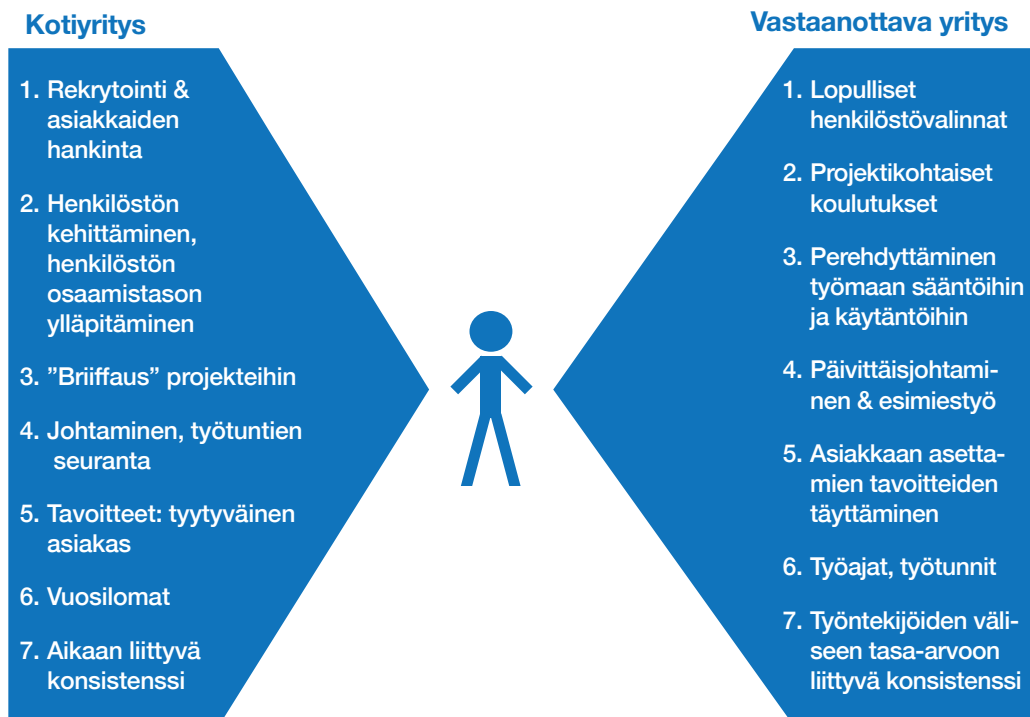 Kotiyritys
1. Rekrytointi &
asiakkaiden
hankinta
2. Henkilöstön
kehittäminen,
henkilöstön
osaamistason
ylläpitäminen
3. ”Briiffaus” projekteihin
4. Johtaminen, työtuntien
seuranta
5. Tavoitteet: tyytyväinen
asiakas
6. Vuosilomat
7. Aikaan liittyvä
konsistenssi
Vastaanottava yritys
1. Lopulliset
henkilöstövalinnat
2. Projektikohtaiset
koulutukset
3. Perehdyttäminen
työmaan sääntöihin
ja käytäntöihin
4. Päivittäisjohtami-
nen & esimiestyö
5. Asiakkaan asetta-
mien tavoitteiden
täyttäminen
6. Työajat, työtunnit
7. Työntekijöiden väli-
seen tasa-arvoon
liittyvä konsistenssi